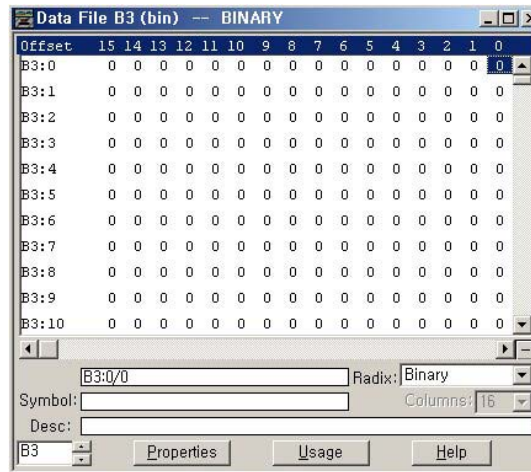 Data File B3 (bin) -- BINARY
Offset 15 14 13 12 11 10 9 8 7 6 5 4 3 2 1 0
B3:0 0 0 0 0 0 0 0 0 0 0 0 0 0 0 0 0
B3:1 0 0 0 0 0 0 0 0 0 0 0 0 0 0 0 0
B3:2 0 0 0 0 0 0 0 0 0 0 0 0 0 0 0 0
B3:3 0 0 0 0 0 0 0 0 0 0 0 0 0 0 0 0
B3:4 0 0 0 0 0 0 0 0 0 0 0 0 0 0 0 0
B3:5 0 0 0 0 0 0 0 0 0 0 0 0 0 0 0 0
B3:6 0 0 0 0 0 0 0 0 0 0 0 0 0 0 0 0
B3:7 0 0 0 0 0 0 0 0 0 0 0 0 0 0 0 0
B3:8 0 0 0 0 0 0 0 0 0 0 0 0 0 0 0 0
B3:9 0 0 0 0 0 0 0 0 0 0 0 0 0 0 0 0
B3:10 0 0 0 0 0 0 0 0 0 0 0 0 0 0 0 0
B3:0/0 Radix: Binary
Symbol: Columns: 16
Desc:
B3 Properties Usage Help